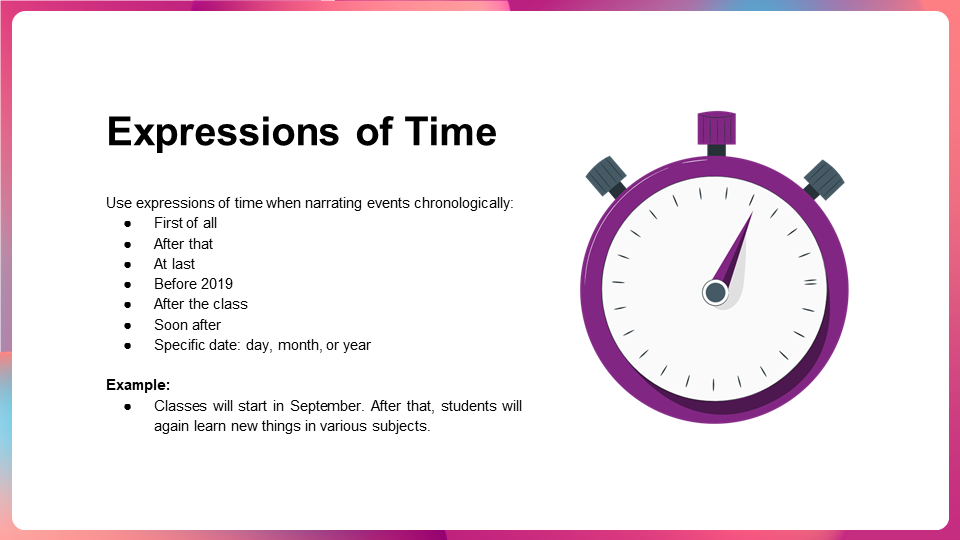 Expressions of Time
Use expressions of time when narrating events chronologically:
● First of all
● After that
● At last
● Before 2019
● After the class
● Soon after
● Specific date: day, month, or year
Example:
● Classes will start in September. After that, students will
again learn new things in various subjects.